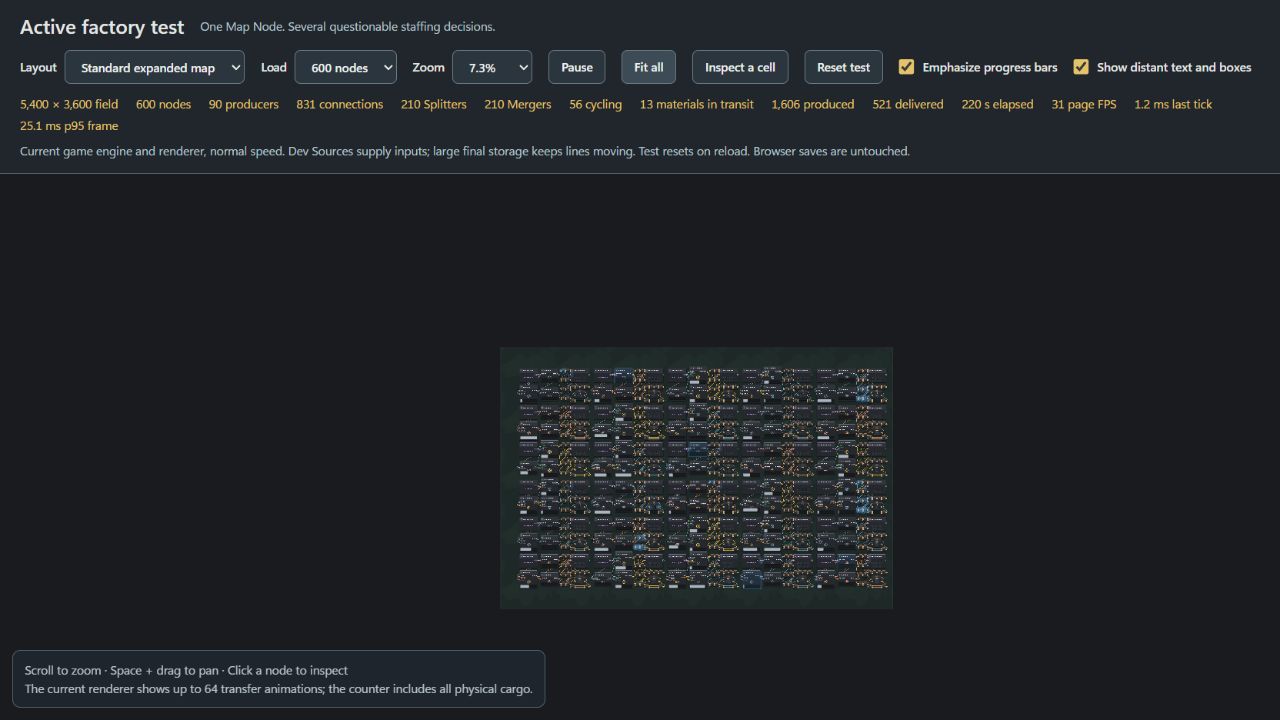 Active factory test One Map Node. Several questionable staffing decisions.
Layout Standard expanded map Load 600 nodes Zoom 7.3% Pause Fit all Inspect a cell Reset test Emphasize progress bars Show distant text and boxes
5,400 × 3,600 field 600 nodes 90 producers 831 connections 210 Splitters 210 Mergers 56 cycling 13 materials in transit 1,606 produced 521 delivered 220 s elapsed 31 page FPS 1.2 ms last tick
25.1 ms p95 frame
Current game engine and renderer, normal speed. Dev Sources supply inputs; large final storage keeps lines moving. Test resets on reload. Browser saves are untouched.
Scroll to zoom · Space + drag to pan · Click a node to inspect
The current renderer shows up to 64 transfer animations; the counter includes all physical cargo.